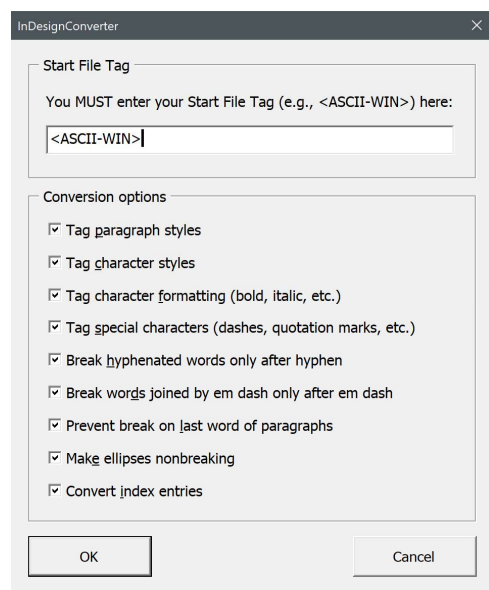 InDesignConverter
Start File Tag
You MUST enter your Start File Tag (e.g., <ASCII-WIN>) here:
<ASCII-WIN>
Conversion options
Tag paragraph styles
Tag character styles
Tag character formatting (bold, italic, etc.)
Tag special characters (dashes, quotation marks, etc.)
Break hyphenated words only after hyphen
Break words joined by em dash only after em dash
Prevent break on last word of paragraphs
Make ellipses nonbreaking
Convert index entries
OK
Cancel